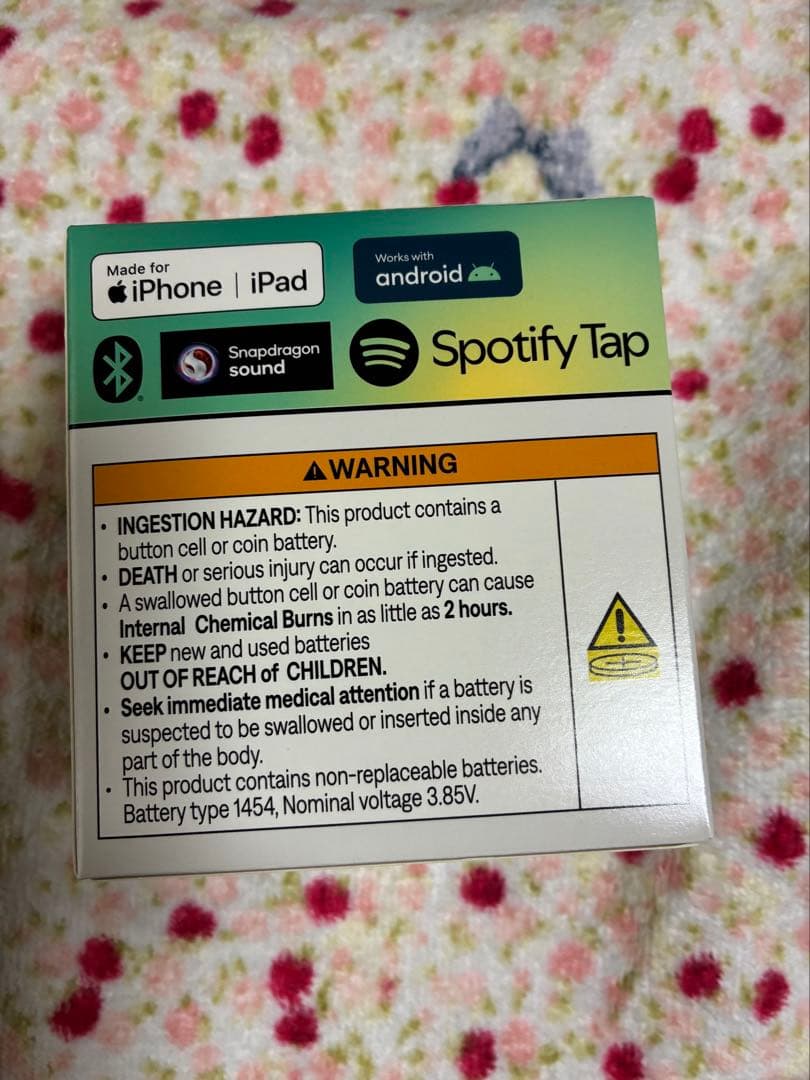 Made for
iPhone | iPad
Works with
android
Snapdragon
sound
Spotify Tap
WARNING
• INGESTION HAZARD: This product contains a
button cell or coin battery.
• DEATH or serious injury can occur if ingested.
• A swallowed button cell or coin battery can cause
Internal Chemical Burns in as little as 2 hours.
• KEEP new and used batteries
OUT OF REACH of CHILDREN.
• Seek immediate medical attention if a battery is
suspected to be swallowed or inserted inside any
part of the body.
• This product contains non-replaceable batteries.
Battery type 1454, Nominal voltage 3.85V.